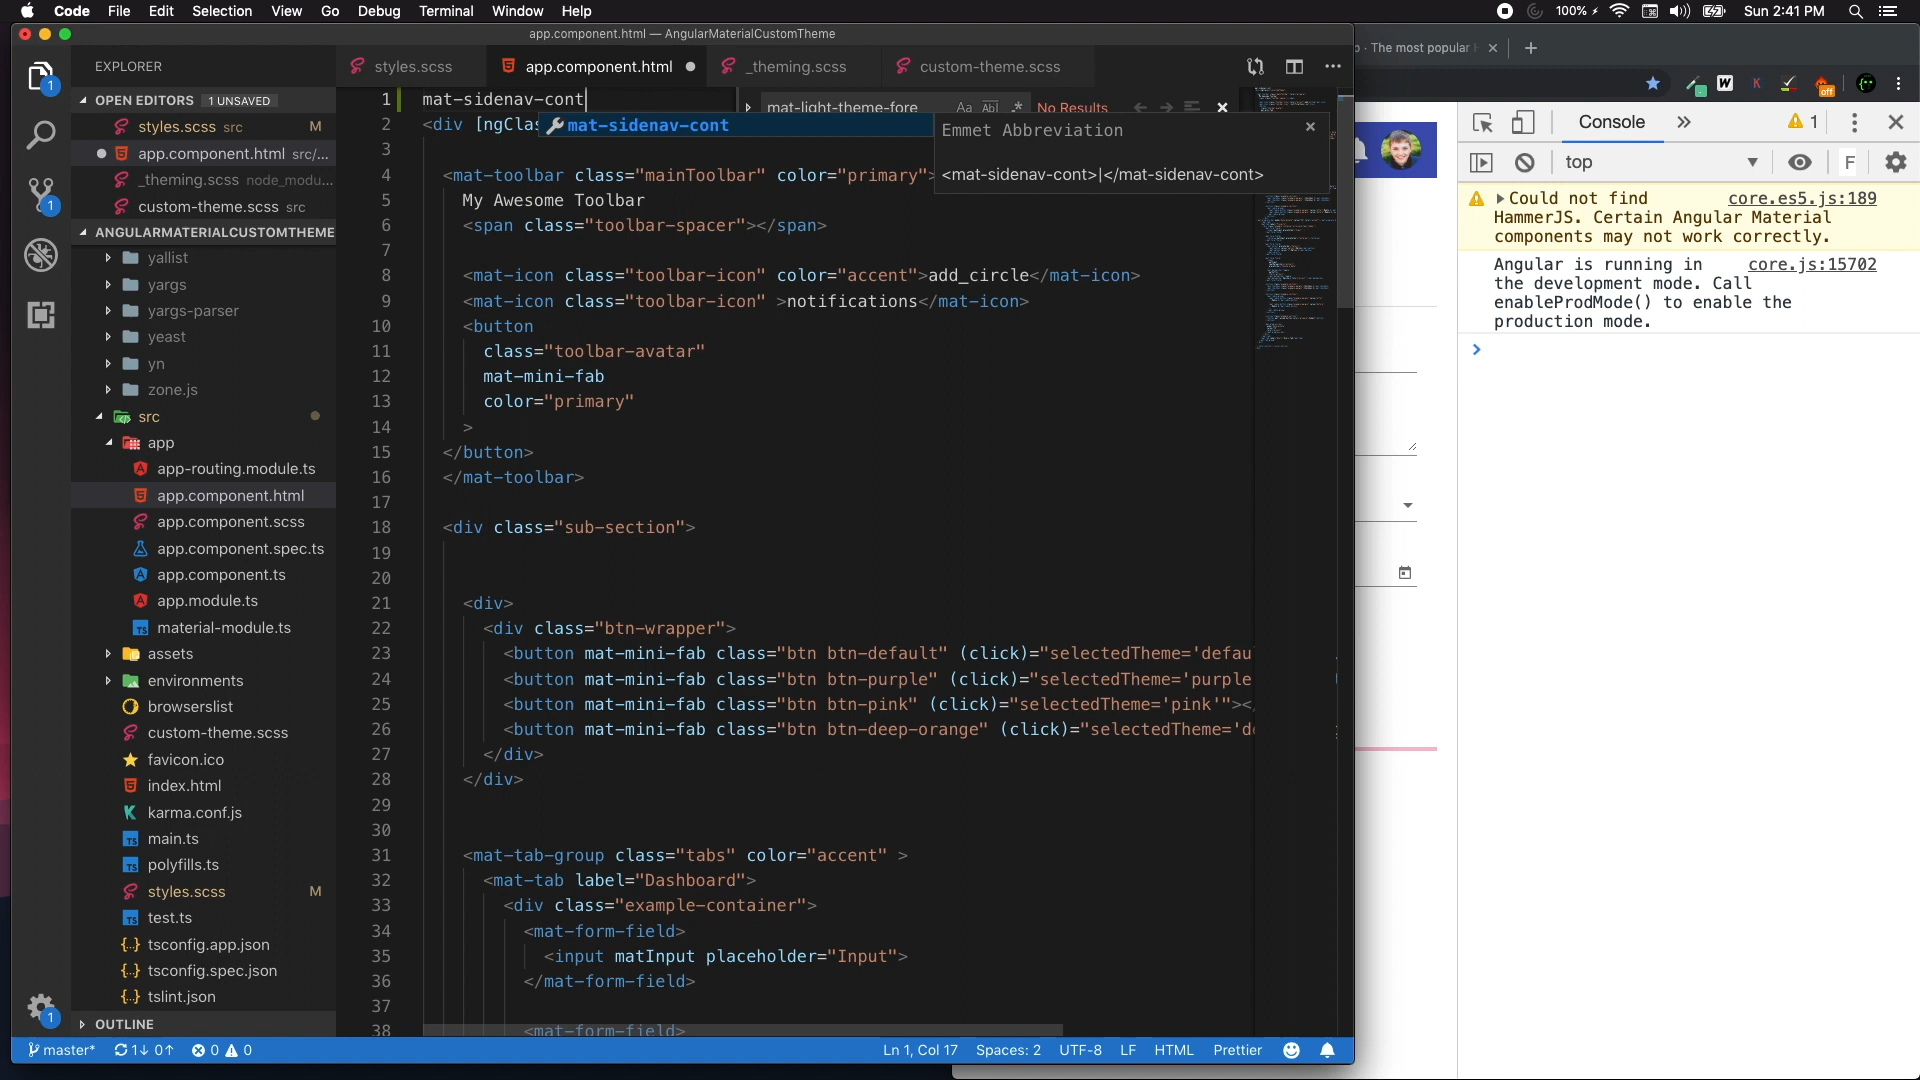 Code File Edit Selection View Go Debug Terminal Window Help
100% Sun 2:41 PM
app.component.html — AngularMaterialCustomTheme
· The most popular
EXPLORER
styles.scss
app.component.html
_theming.scss
custom-theme.scss
OPEN EDITORS 1 UNSAVED
styles.scss src M
app.component.html src/...
_theming.scss node_modu...
custom-theme.scss src
ANGULARMATERIALCUSTOMTHEME
yallist
yargs
yargs-parser
yeast
yn
zone.js
src
app
app-routing.module.ts
app.component.html
app.component.scss
app.component.spec.ts
app.component.ts
app.module.ts
material-module.ts
assets
environments
browserslist
custom-theme.scss
favicon.ico
index.html
karma.conf.js
main.ts
polyfills.ts
styles.scss M
test.ts
tsconfig.app.json
tsconfig.spec.json
tslint.json
OUTLINE
mat-light-theme-fore Aa Abl .* No Results
1 mat-sidenav-cont
2 <div [ngClas
mat-sidenav-cont
Emmet Abbreviation
<mat-sidenav-cont>|</mat-sidenav-cont>
3
4 <mat-toolbar class="mainToolbar" color="primary">
5 My Awesome Toolbar
6 <span class="toolbar-spacer"></span>
7
8 <mat-icon class="toolbar-icon" color="accent">add_circle</mat-icon>
9 <mat-icon class="toolbar-icon" >notifications</mat-icon>
10 <button
11 class="toolbar-avatar"
12 mat-mini-fab
13 color="primary"
14 >
15 </button>
16 </mat-toolbar>
17
18 <div class="sub-section">
19
20
21 <div>
22 <div class="btn-wrapper">
23 <button mat-mini-fab class="btn btn-default" (click)="selectedTheme='defau
24 <button mat-mini-fab class="btn btn-purple" (click)="selectedTheme='purple
25 <button mat-mini-fab class="btn btn-pink" (click)="selectedTheme='pink'"></
26 <button mat-mini-fab class="btn btn-deep-orange" (click)="selectedTheme='de
27 </div>
28 </div>
29
30
31 <mat-tab-group class="tabs" color="accent" >
32 <mat-tab label="Dashboard">
33 <div class="example-container">
34 <mat-form-field>
35 <input matInput placeholder="Input">
36 </mat-form-field>
37
38 <mat-form-field>
Console
1
top
F
Could not find core.es5.js:189
HammerJS. Certain Angular Material
components may not work correctly.
Angular is running in core.js:15702
the development mode. Call
enableProdMode() to enable the
production mode.
off
1
1
1
master* 1↓ 0↑ 0 0
Ln 1, Col 17 Spaces: 2 UTF-8 LF HTML Prettier